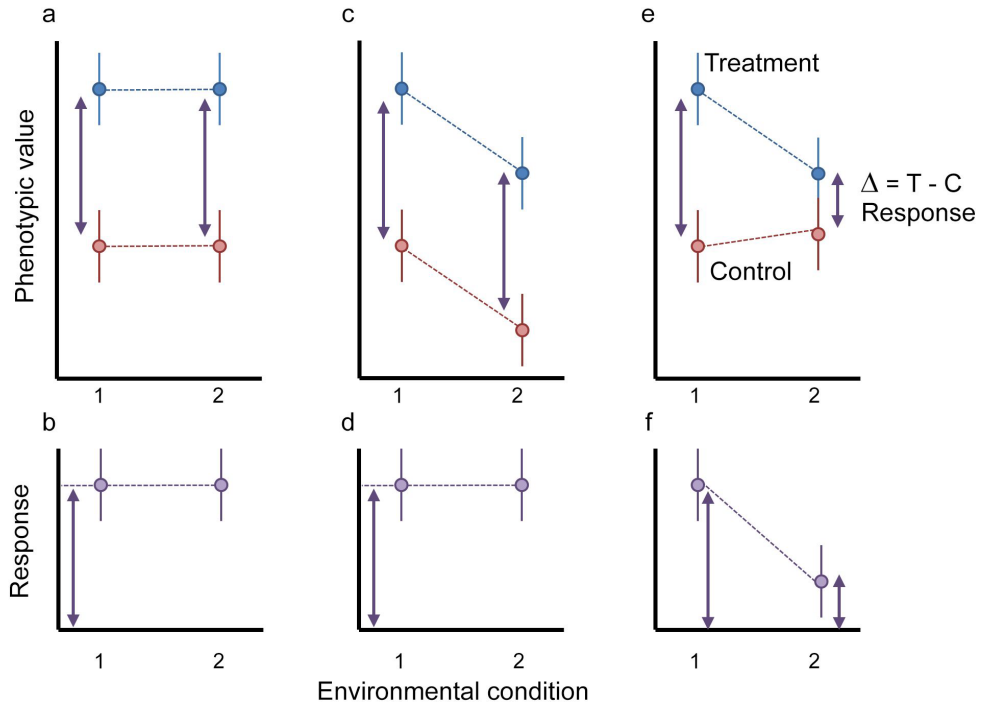 a
c
e
Phenotypic value
Treatment
Δ = T - C
Response
Control
1
2
1
2
1
2
b
d
f
Response
1
2
1
2
1
2
Environmental condition